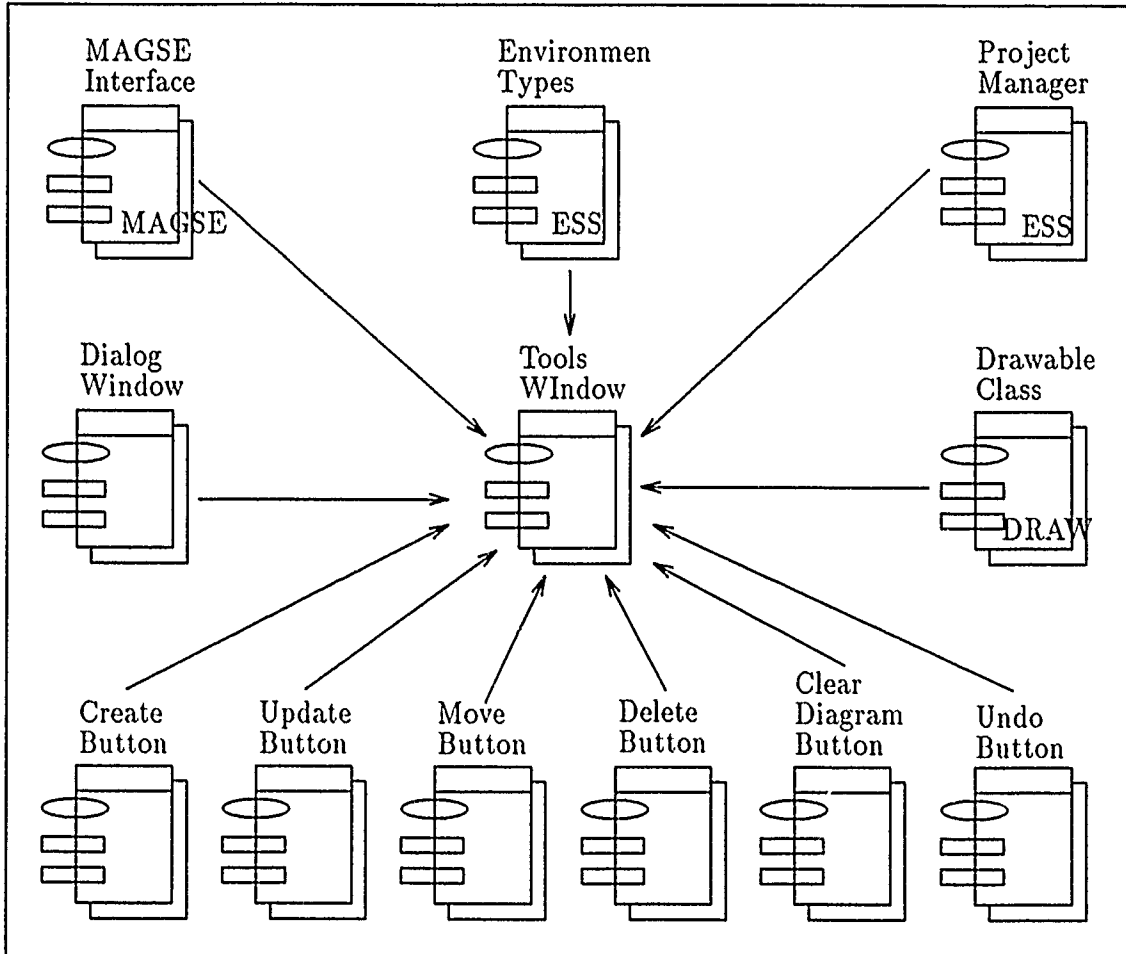 MAGSE
Interface
MAGSE
Environmen
Types
ESS
Project
Manager
ESS
Dialog
Window
Tools
WIndow
Drawable
Class
DRAW
Create
Button
Update
Button
Move
Button
Delete
Button
Clear
Diagram
Button
Undo
Button